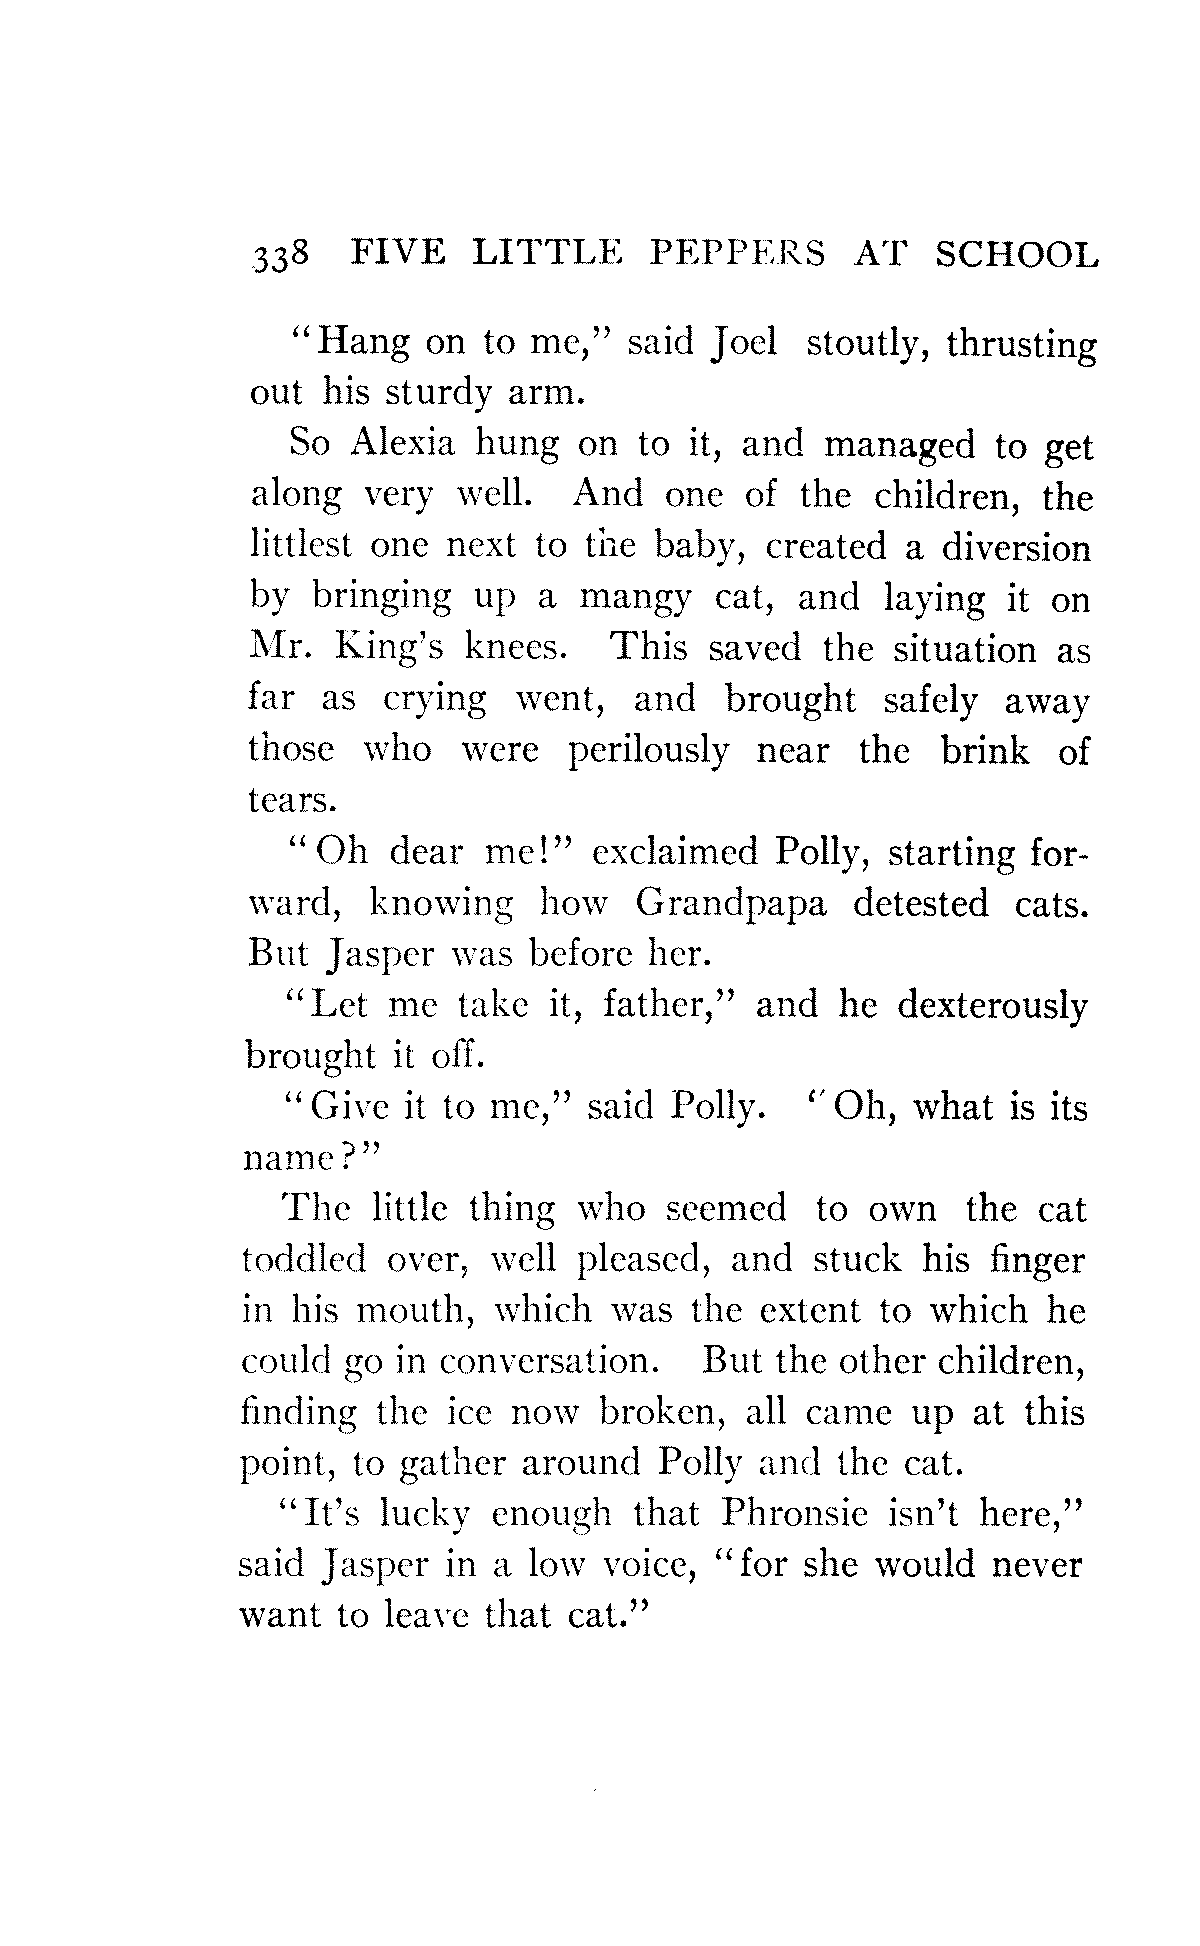 338 FIVE LITTLE PEPPERS AT SCHOOL
"Hang on to me," said Joel stoutly, thrusting
out his sturdy arm.
So Alexia hung on to it, and managed to get
along very well. And one of the children, the
littlest one next to the baby, created a diversion
by bringing up a mangy cat, and laying it on
Mr. King's knees. This saved the situation as
far as crying went, and brought safely away
those who were perilously near the brink of
tears.
"Oh dear me!" exclaimed Polly, starting for-
ward, knowing how Grandpapa detested cats.
But Jasper was before her.
"Let me take it, father," and he dexterously
brought it off.
"Give it to me," said Polly. "Oh, what is its
name?"
The little thing who seemed to own the cat
toddled over, well pleased, and stuck his finger
in his mouth, which was the extent to which he
could go in conversation. But the other children,
finding the ice now broken, all came up at this
point, to gather around Polly and the cat.
"It's lucky enough that Phronsie isn't here,"
said Jasper in a low voice, "for she would never
want to leave that cat."